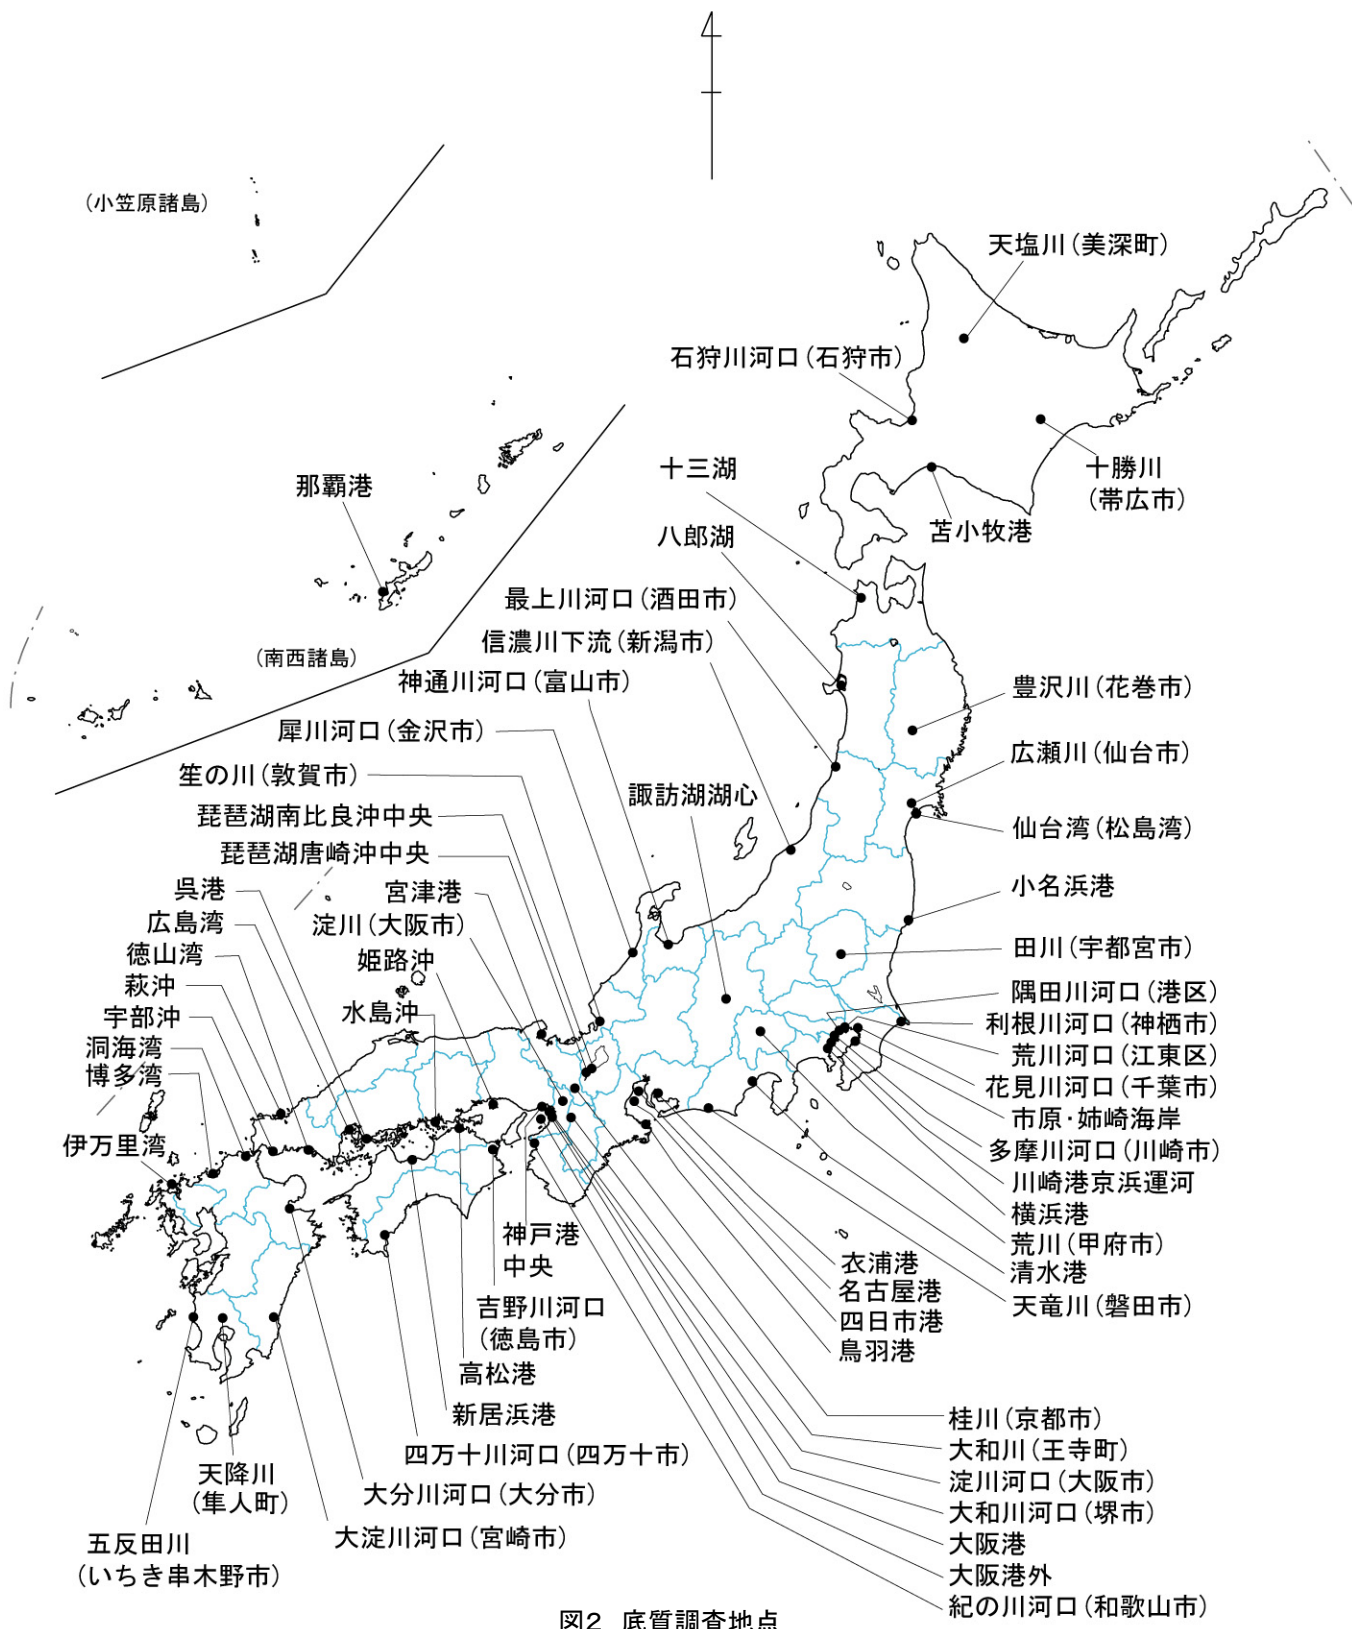 4
(小笠原諸島)
天塩川(美深町)
石狩川河口(石狩市)
十勝川
(帯広市)
苫小牧港
十三湖
那覇港
八郎湖
最上川河口(酒田市)
信濃川下流(新潟市)
(南西諸島)
神通川河口(富山市)
豊沢川(花巻市)
犀川河口(金沢市)
広瀬川(仙台市)
笙の川(敦賀市)
諏訪湖湖心
琵琶湖南比良沖中央
仙台湾(松島湾)
琵琶湖唐崎沖中央
呉港
宮津港
小名浜港
広島湾
淀川(大阪市)
徳山湾
姫路沖
田川(宇都宮市)
萩沖
水島沖
隅田川河口(港区)
宇部沖
利根川河口(神栖市)
洞海湾
荒川河口(江東区)
博多湾
花見川河口(千葉市)
市原・姉崎海岸
伊万里湾
多摩川河口(川崎市)
川崎港京浜運河
横浜港
荒川(甲府市)
清水港
天竜川(磐田市)
神戸港
中央
衣浦港
名古屋港
四日市港
鳥羽港
吉野川河口
(徳島市)
高松港
新居浜港
四万十川河口(四万十市)
天降川
(隼人町)
大分川河口(大分市)
大淀川河口(宮崎市)
五反田川
(いちき串木野市)
桂川(京都市)
大和川(王寺町)
淀川河口(大阪市)
大和川河口(堺市)
大阪港
大阪港外
紀の川河口(和歌山市)
図2 底質調査地点